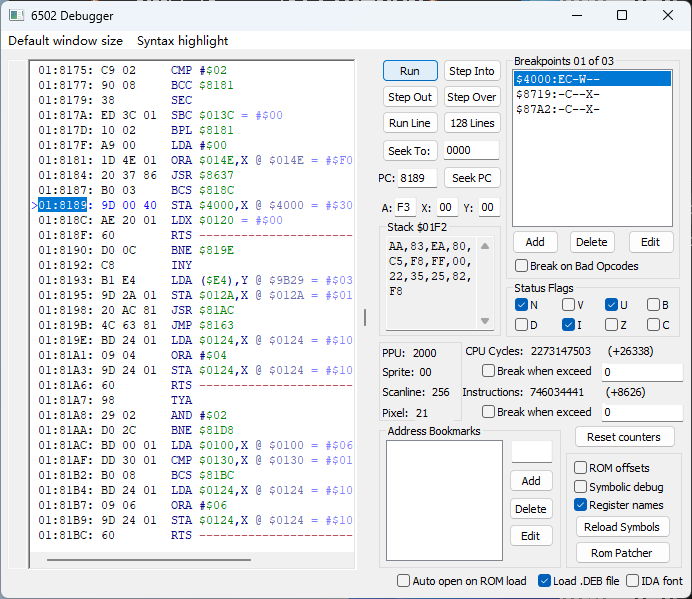 6502 Debugger
Default window size Syntax highlight
01:8175: C9 02 CMP #$02
01:8177: 90 08 BCC $8181
01:8179: 38 SEC
01:817A: ED 3C 01 SBC $013C = #$00
01:817D: 10 02 BPL $8181
01:817F: A9 00 LDA #$00
01:8181: 1D 4E 01 ORA $014E,X @ $014E = #$F0
01:8184: 20 37 86 JSR $8637
01:8187: B0 03 BCS $818C
>01:8189: 9D 00 40 STA $4000,X @ $4000 = #$30
01:818C: AE 20 01 LDX $0120 = #$00
01:818F: 60 RTS -----------------------
01:8190: D0 0C BNE $819E
01:8192: C8 INY
01:8193: B1 E4 LDA ($E4),Y @ $9B29 = #$03
01:8195: 9D 2A 01 STA $012A,X @ $012A = #$01
01:8198: 20 AC 81 JSR $81AC
01:819B: 4C 63 81 JMP $8163
01:819E: BD 24 01 LDA $0124,X @ $0124 = #$10
01:81A1: 09 04 ORA #$04
01:81A3: 9D 24 01 STA $0124,X @ $0124 = #$10
01:81A6: 60 RTS -----------------------
01:81A7: 98 TYA
01:81A8: 29 02 AND #$02
01:81AA: D0 2C BNE $81D8
01:81AC: BD 00 01 LDA $0100,X @ $0100 = #$06
01:81AF: DD 30 01 CMP $0130,X @ $0130 = #$01
01:81B2: B0 08 BCS $81BC
01:81B4: BD 24 01 LDA $0124,X @ $0124 = #$10
01:81B7: 09 06 ORA #$06
01:81B9: 9D 24 01 STA $0124,X @ $0124 = #$10
01:81BC: 60 RTS -----------------------
Run Step Into
Step Out Step Over
Run Line 128 Lines
Seek To: 0000
PC: 8189 Seek PC
A: F3 X: 00 Y: 00
Stack $01F2
AA,83,EA,80,
C5,F8,FF,00,
22,35,25,82,
F8
Breakpoints 01 of 03
$4000:EC-W--
$8719:-C--X-
$87A2:-C--X-
Add Delete Edit
Break on Bad Opcodes
Status Flags
N V U B
D I Z C
PPU: 2000
Sprite: 00
Scanline: 256
Pixel: 21
CPU Cycles: 2273147503 (+26338)
Break when exceed 0
Instructions: 746034441 (+8626)
Break when exceed 0
Address Bookmarks
Add
Delete
Edit
Reset counters
ROM offsets
Symbolic debug
Register names
Reload Symbols
Rom Patcher
Auto open on ROM load Load .DEB file IDA font